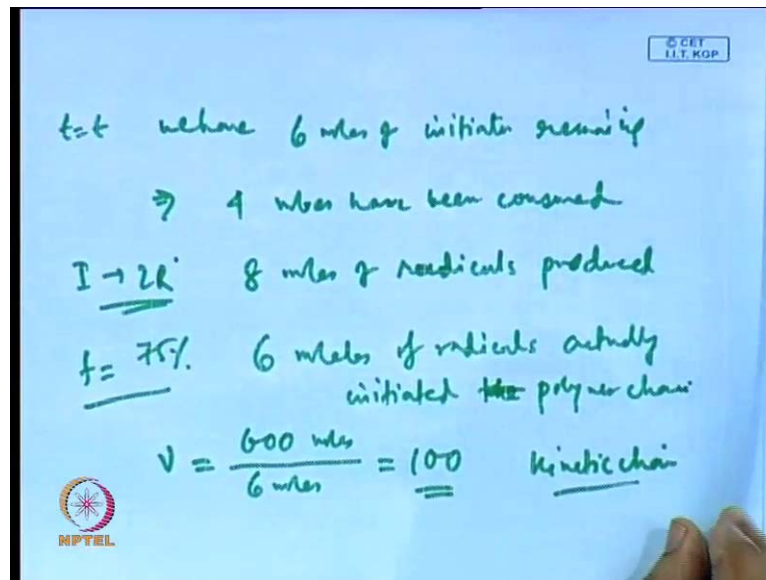 © CET
I.I.T. KGP
t=t we have 6 moles of initiator remaining
⇒ 4 moles have been consumed
I → 2R˙ 8 moles of radicals produced
f = 75%. 6 moles of radicals actually
initiated polymer chain
ν = 600 moles / 6 moles = 100 kinetic chain
NPTEL